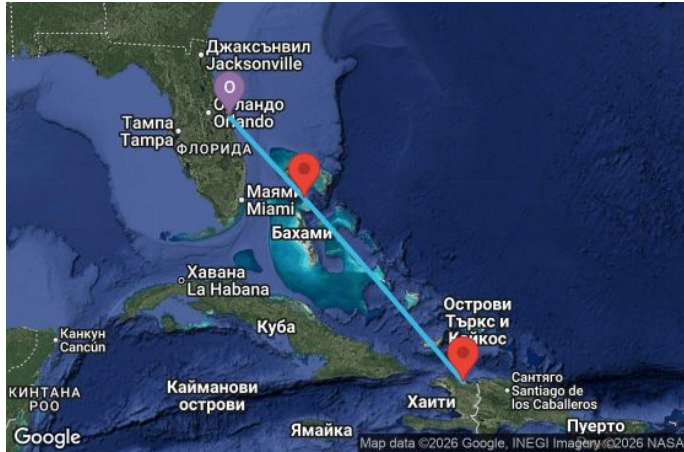 Джаксънвил
Jacksonville
O
Орландо
Orlando
Тампа
Tampa
ФЛОРИДА
Маями
Miami
Бахами
Хавана
La Habana
Куба
Острови
Търкс и
Кайкос
Канкун
Cancún
КИНТАНА
РОО
Кайманови
острови
Хаити
Сантяго
Santiago de
los Caballeros
Ямайка
Пуерто
Google
Map data ©2026 Google, INEGI Imagery ©2026 NASA